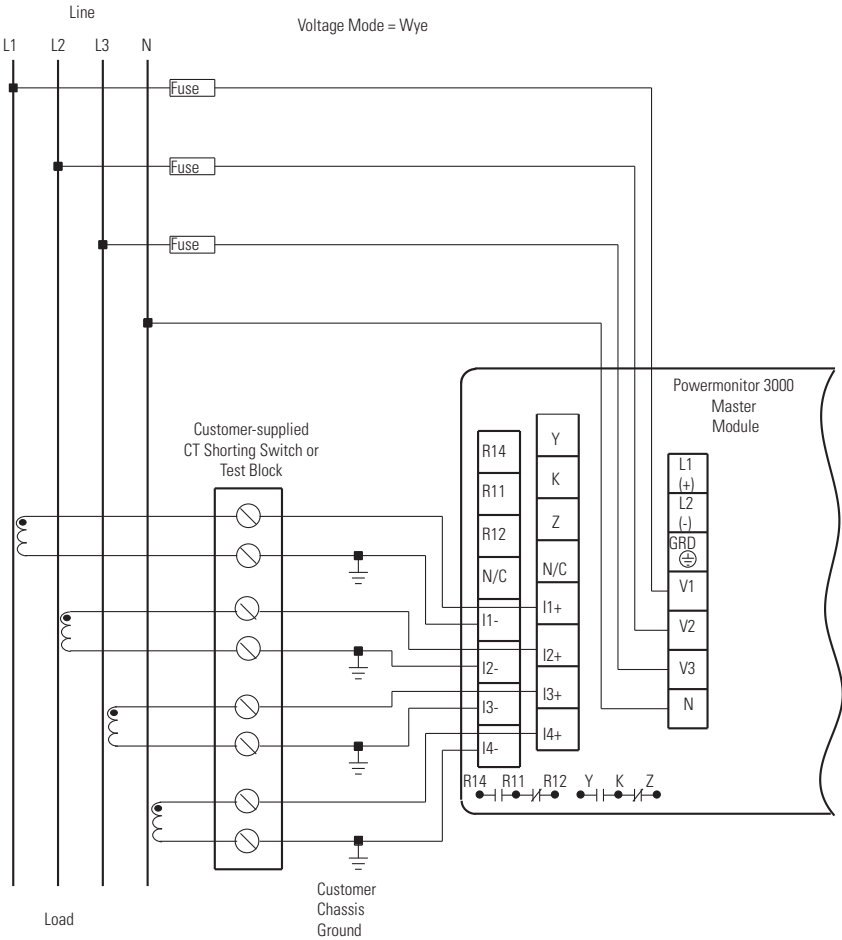 Line
Voltage Mode = Wye
L1 L2 L3 N
Fuse
Fuse
Fuse
Powermonitor 3000
Master
Module
Customer-supplied
CT Shorting Switch or
Test Block
R14
R11
R12
N/C
I1-
I2-
I3-
I4-
Y
K
Z
N/C
I1+
I2+
I3+
I4+
L1
(+)
L2
(-)
GRD
V1
V2
V3
N
R14 R11 R12 Y K Z
Customer
Chassis
Ground
Load